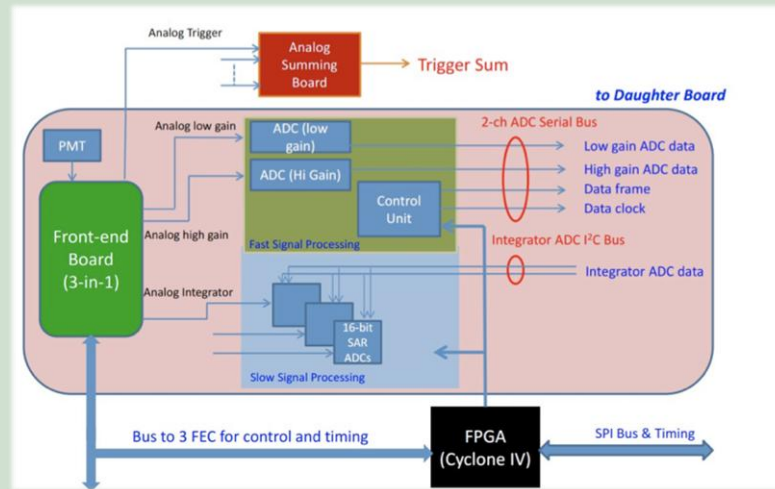 Analog Trigger
Analog
Summing
Board
Trigger Sum
to Daughter Board
PMT
Analog low gain
ADC (low
gain)
2-ch ADC Serial Bus
Low gain ADC data
ADC (Hi Gain)
High gain ADC data
Control
Unit
Data frame
Data clock
Front-end
Board
(3-in-1)
Analog high gain
Fast Signal Processing
Integrator ADC I²C Bus
Integrator ADC data
Analog Integrator
16-bit
SAR
ADCs
Slow Signal Processing
Bus to 3 FEC for control and timing
FPGA
(Cyclone IV)
SPI Bus & Timing